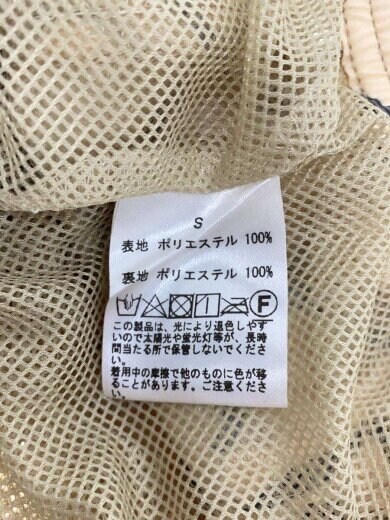 S
表地 ポリエステル 100%
裏地 ポリエステル 100%
F
この製品は、光により退色しやす
いので太陽光や蛍光灯等が、長時
間当たる所で保管しないでくださ
い。
着用中の摩擦で他のものに色が移
ることがあります。ご注意くださ
い。